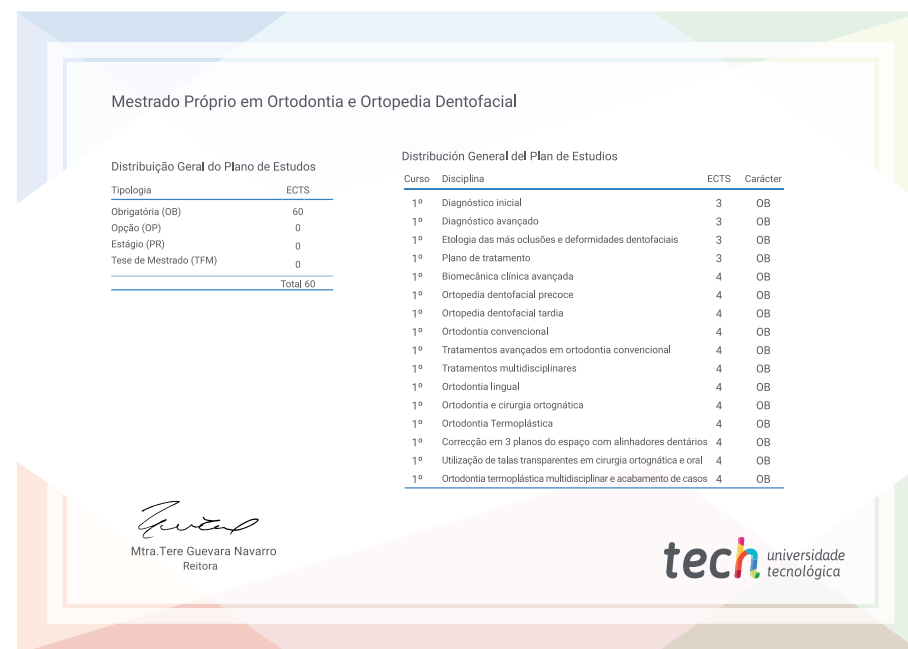 Mestrado Próprio em Ortodontia e Ortopedia Dentofacial
Distribuição Geral do Plano de Estudos
Tipologia ECTS
Obrigatória (OB) 60
Opção (OP) 0
Estágio (PR) 0
Tese de Mestrado (TFM) 0
Total 60
Distribución General del Plan de Estudios
Curso Disciplina ECTS Carácter
1º Diagnóstico inicial 3 OB
1º Diagnóstico avançado 3 OB
1º Etologia das más oclusões e deformidades dentofaciais 3 OB
1º Plano de tratamento 3 OB
1º Biomecânica clínica avançada 4 OB
1º Ortopedia dentofacial precoce 4 OB
1º Ortopedia dentofacial tardia 4 OB
1º Ortodontia convencional 4 OB
1º Tratamentos avançados em ortodontia convencional 4 OB
1º Tratamentos multidisciplinares 4 OB
1º Ortodontia lingual 4 OB
1º Ortodontia e cirurgia ortognática 4 OB
1º Ortodontia Termoplástica 4 OB
1º Correcção em 3 planos do espaço com alinhadores dentários 4 OB
1º Utilização de talas transparentes em cirurgia ortognática e oral 4 OB
1º Ortodontia termoplástica multidisciplinar e acabamento de casos 4 OB
Mtra.Tere Guevara Navarro
Reitora
tech universidade
tecnológica